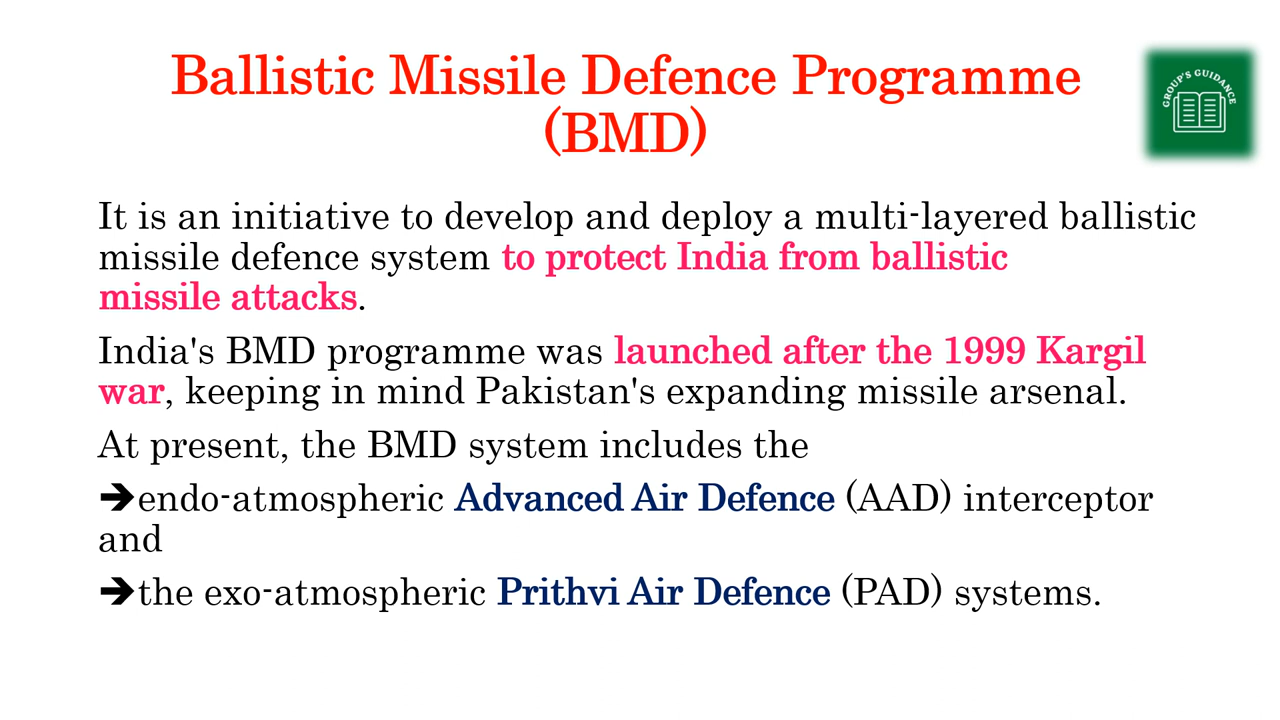 Ballistic Missile Defence Programme
(BMD)
GROUP'S GUIDANCE
It is an initiative to develop and deploy a multi-layered ballistic
missile defence system to protect India from ballistic
missile attacks.
India's BMD programme was launched after the 1999 Kargil
war, keeping in mind Pakistan's expanding missile arsenal.
At present, the BMD system includes the
➔endo-atmospheric Advanced Air Defence (AAD) interceptor
and
➔the exo-atmospheric Prithvi Air Defence (PAD) systems.